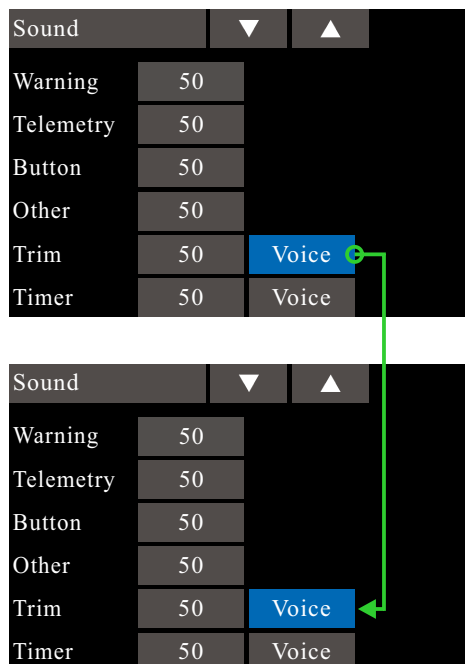 Sound ▼ ▲
Warning 50
Telemetry 50
Button 50
Other 50
Trim 50 Voice
Timer 50 Voice
Sound ▼ ▲
Warning 50
Telemetry 50
Button 50
Other 50
Trim 50 Voice
Timer 50 Voice